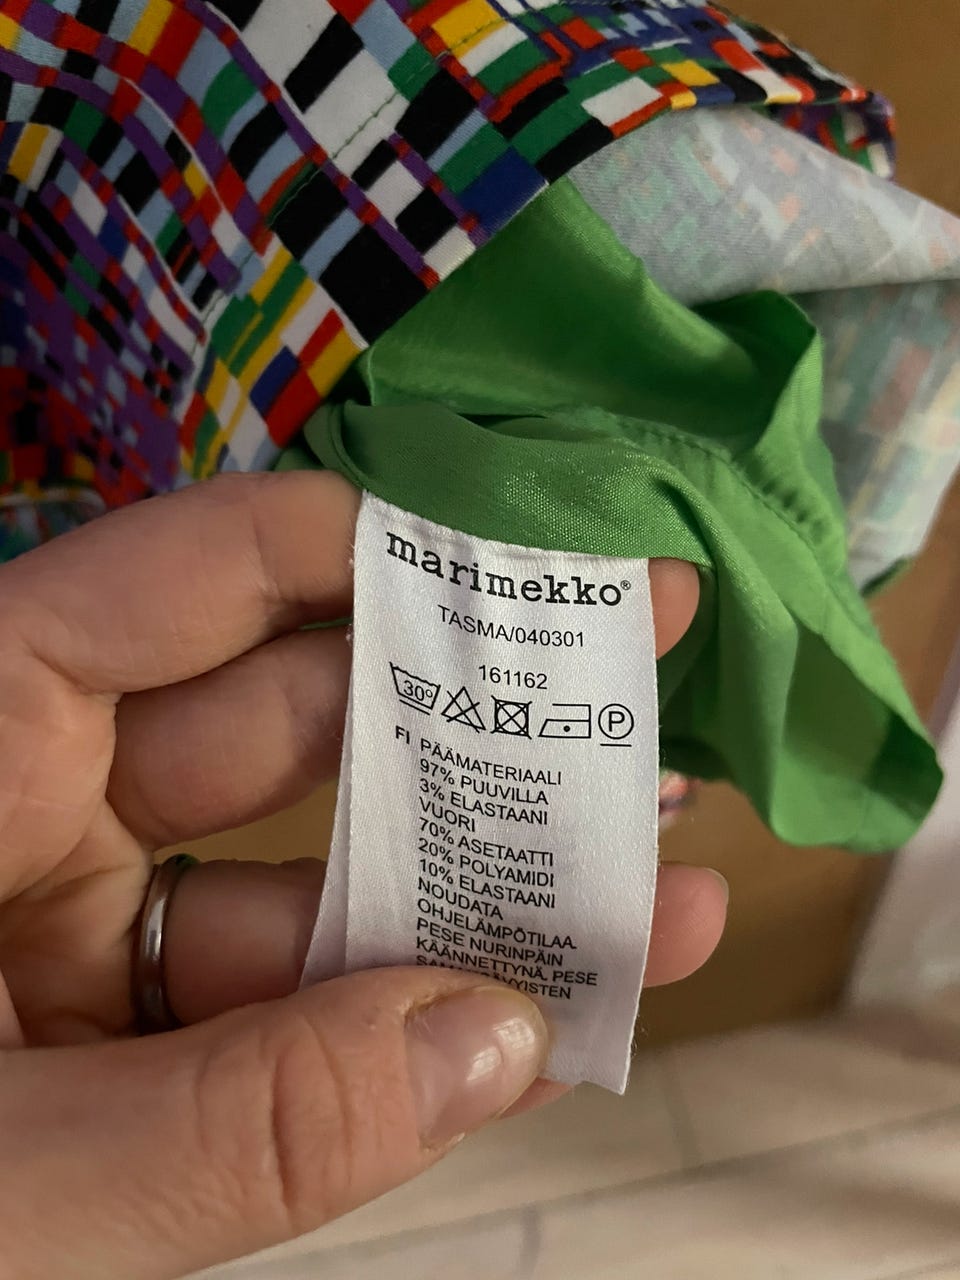 marimekko®
TASMA/040301
161162
30°
P
FI PÄÄMATERIAALI
97% PUUVILLA
3% ELASTAANI
VUORI
70% ASETAATTI
20% POLYAMIDI
10% ELASTAANI
NOUDATA
OHJELÄMPÖTILAA.
PESE NURINPÄIN
KÄÄNNETTYNÄ. PESE